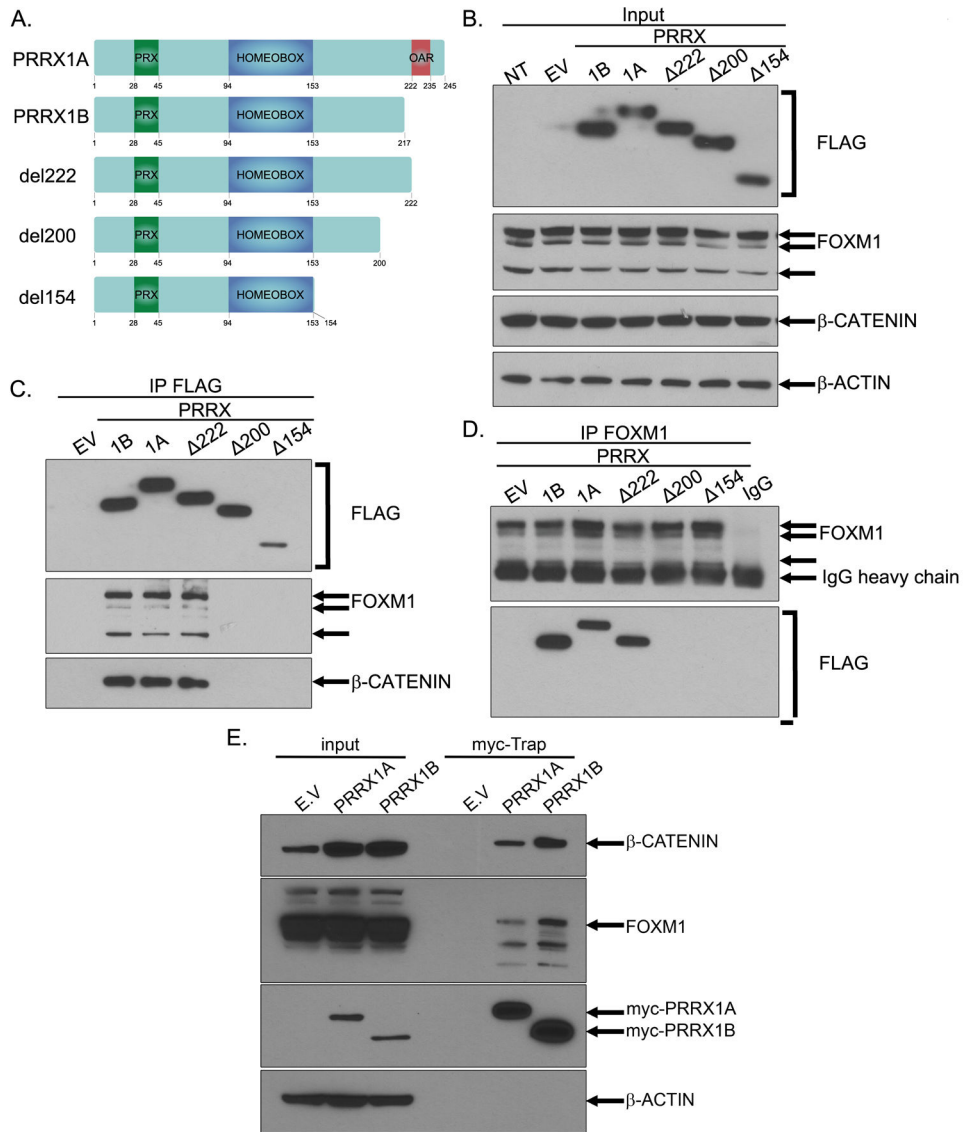 A.
PRRX1A PRX HOMEOBOX OAR
1 28 45 94 153 222 235 245
PRRX1B PRX HOMEOBOX
1 28 45 94 153 217
del222 PRX HOMEOBOX
1 28 45 94 153 222
del200 PRX HOMEOBOX
1 28 45 94 153 200
del154 PRX HOMEOBOX
1 28 45 94 153 154
B.
Input
PRRX
NT EV 1B 1A Δ222 Δ200 Δ154
FLAG
FOXM1
β-CATENIN
β-ACTIN
C.
IP FLAG
PRRX
EV 1B 1A Δ222 Δ200 Δ154
FLAG
FOXM1
β-CATENIN
D.
IP FOXM1
PRRX
EV 1B 1A Δ222 Δ200 Δ154 IgG
FOXM1
IgG heavy chain
FLAG
E.
input myc-Trap
E.V PRRX1A PRRX1B E.V PRRX1A PRRX1B
β-CATENIN
FOXM1
myc-PRRX1A
myc-PRRX1B
β-ACTIN